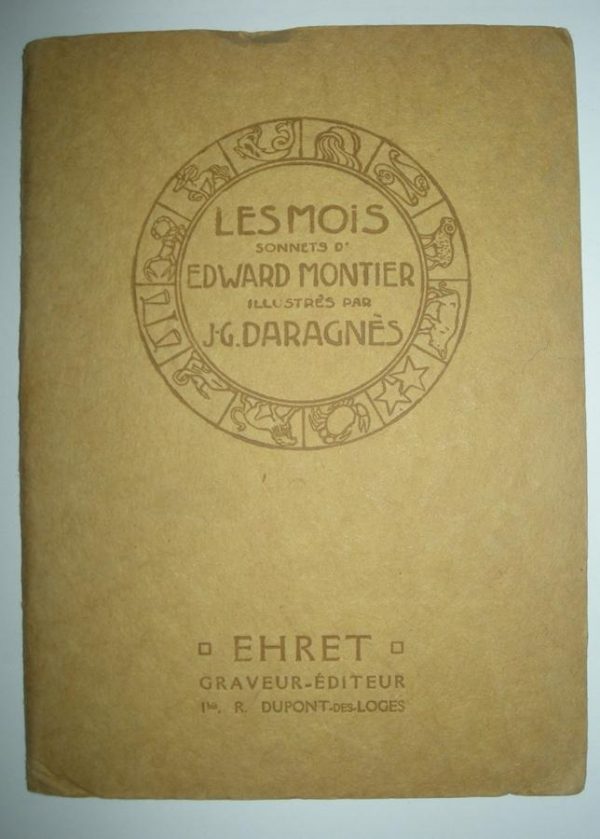 LES MOiS
SONNETS D'
EDWARD MONTIER
ILLUSTRÉS PAR
J-G. DARAGNÈS
EHRET
GRAVEUR-ÉDITEUR
1bis, R. DUPONT-DES-LOGES